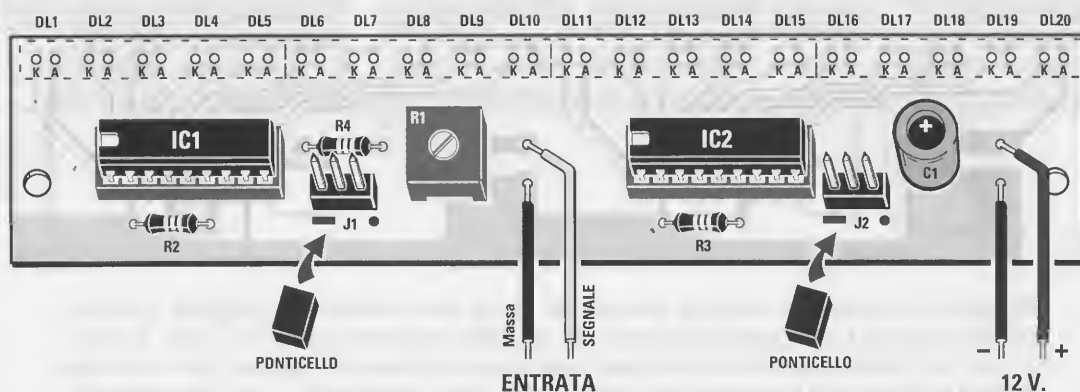 DL1 DL2 DL3 DL4 DL5 DL6 DL7 DL8 DL9 DL10 DL11 DL12 DL13 DL14 DL15 DL16 DL17 DL18 DL19 DL20
K A K A K A K A K A K A K A K A K A K A K A K A K A K A K A K A K A K A K A K A
R4 R1 +
IC1 IC2
C1
R2 J1 R3 J2
Massa SEGNALE
PONTICELLO PONTICELLO
- +
ENTRATA 12 V.